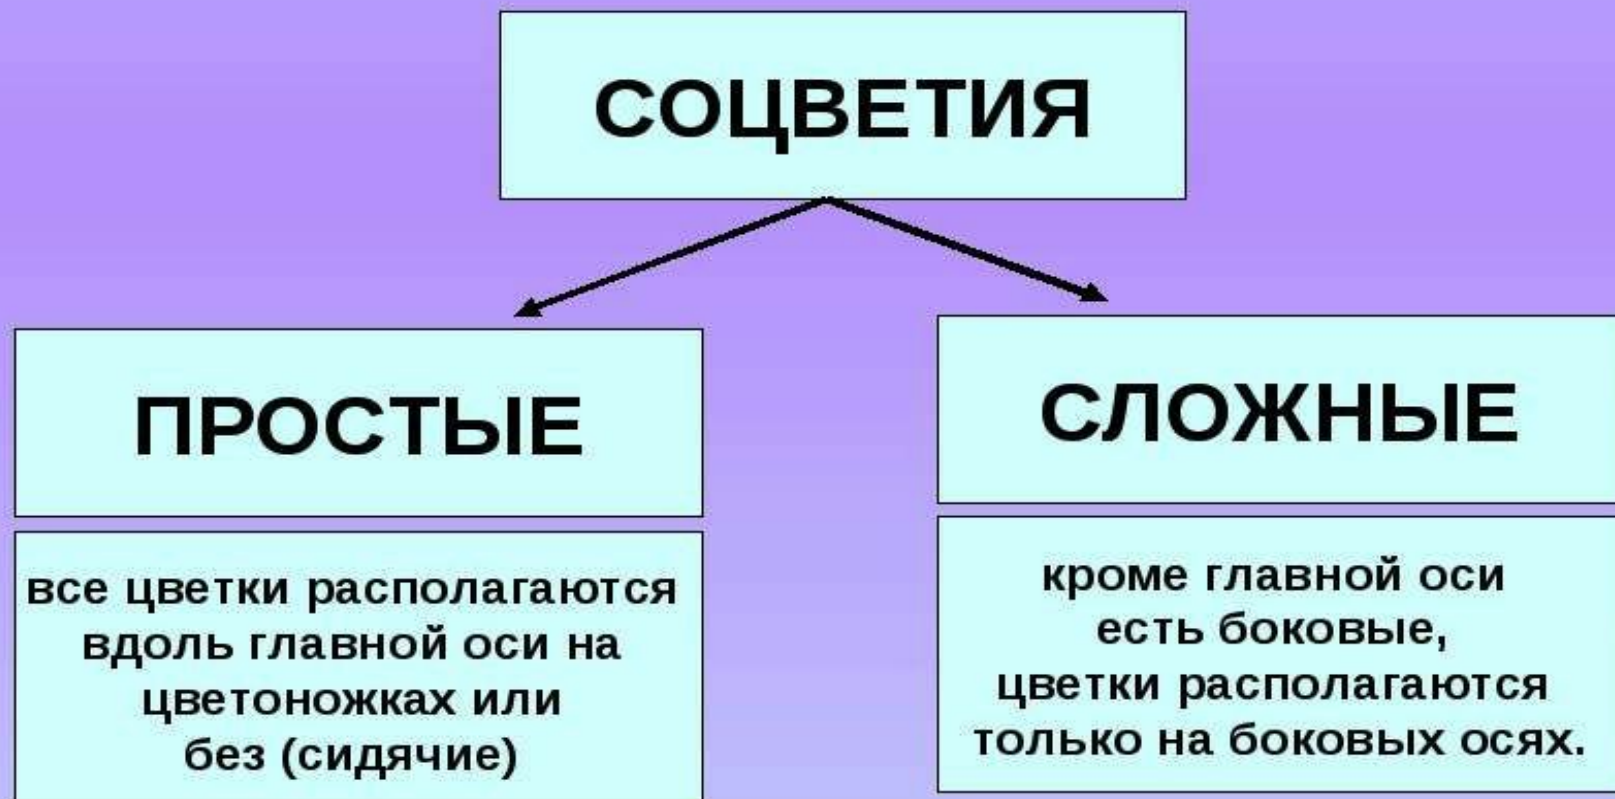 СОЦВЕТИЯ
ПРОСТЫЕ
все цветки располагаются
вдоль главной оси на
цветоножках или
без (сидячие)
СЛОЖНЫЕ
кроме главной оси
есть боковые,
цветки располагаются
только на боковых осях.